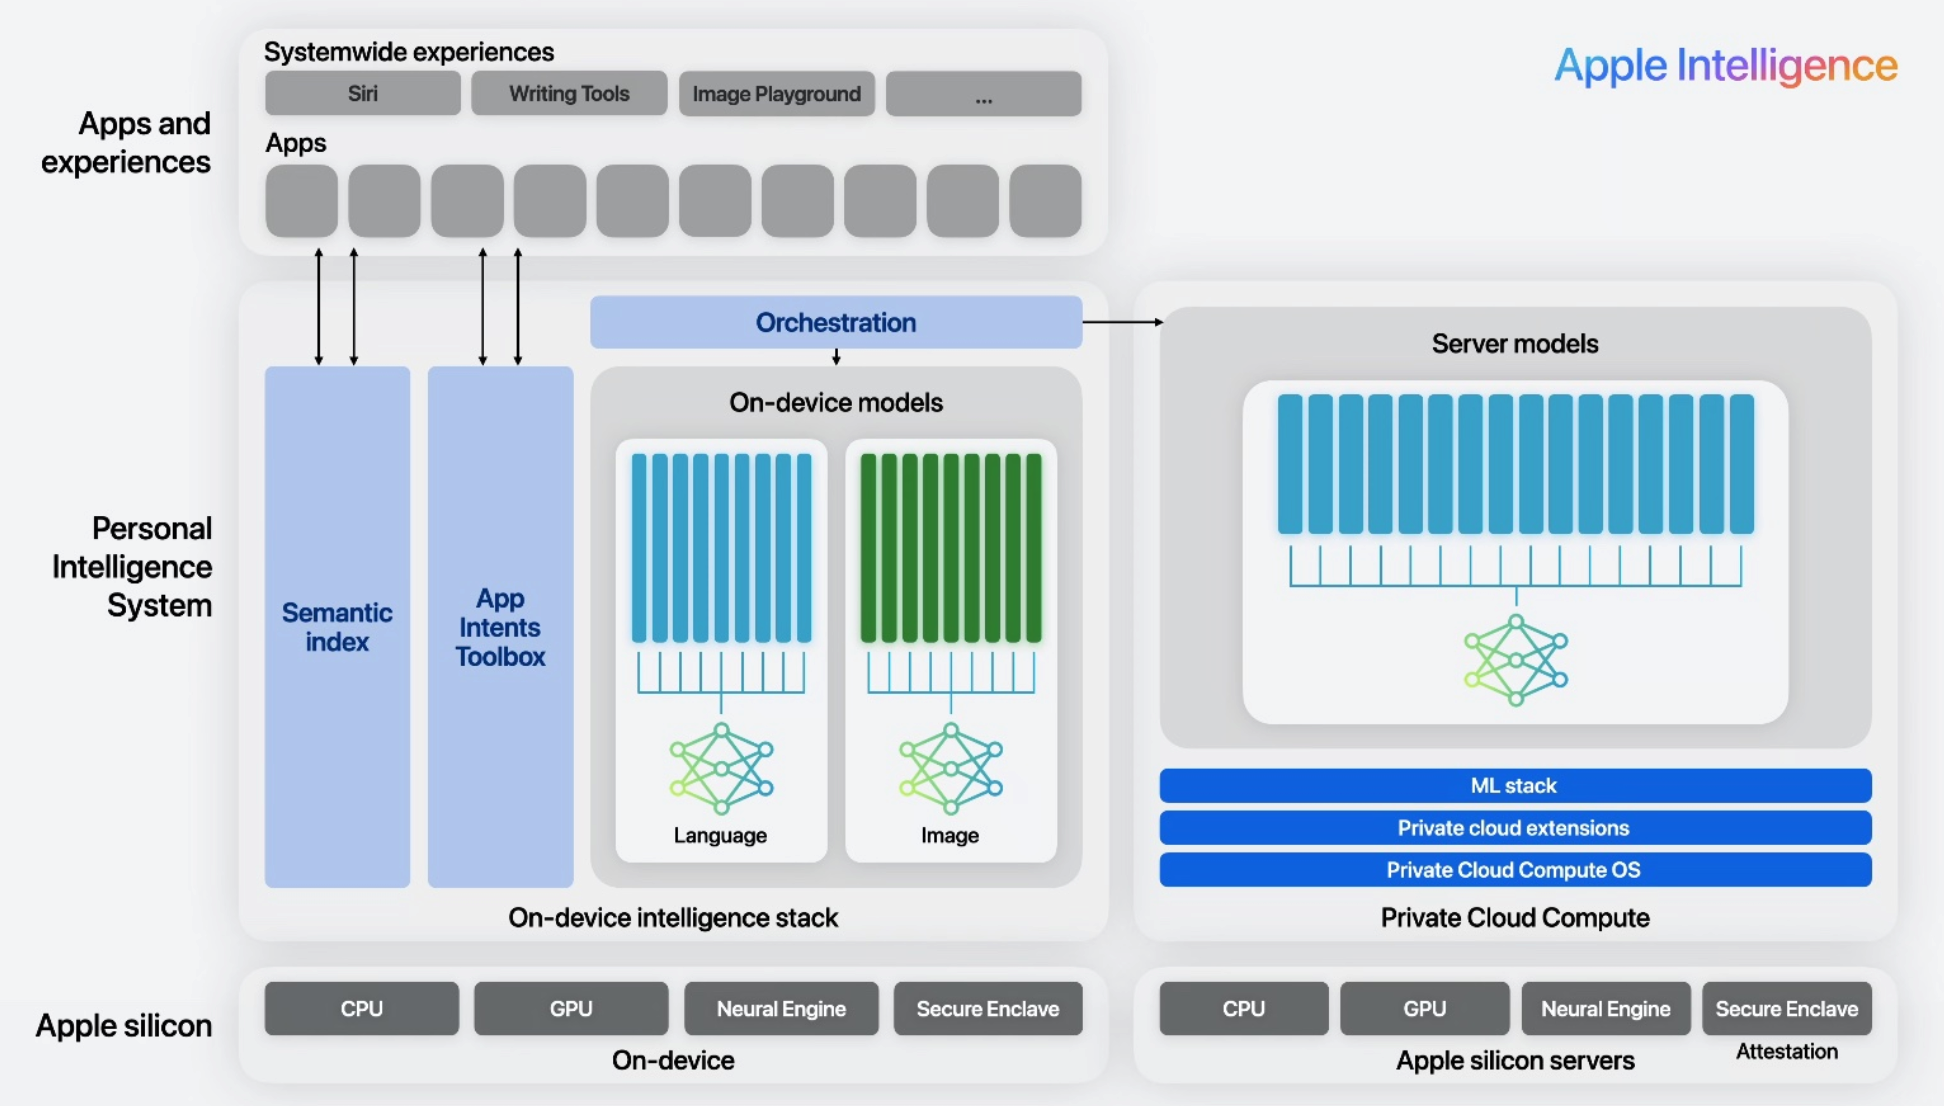 Apple Intelligence
Apps and
experiences
Systemwide experiences
Siri
Writing Tools
Image Playground
...
Apps
Personal
Intelligence
System
Semantic
index
App
Intents
Toolbox
Orchestration
On-device models
Language
Image
On-device intelligence stack
Server models
ML stack
Private cloud extensions
Private Cloud Compute OS
Private Cloud Compute
Apple silicon
CPU
GPU
Neural Engine
Secure Enclave
On-device
CPU
GPU
Neural Engine
Secure Enclave
Apple silicon servers
Attestation